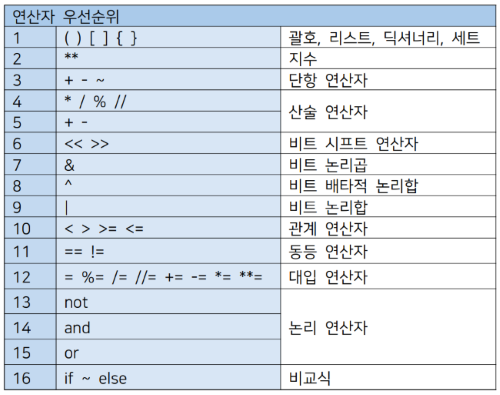 연산자 우선순위
1 ( ) [ ] { } 괄호, 리스트, 딕셔너리, 세트
2 ** 지수
3 + - ~ 단항 연산자
4 * / % // 산술 연산자
5 + -
6 << >> 비트 시프트 연산자
7 & 비트 논리곱
8 ^ 비트 배타적 논리합
9 | 비트 논리합
10 < > >= <= 관계 연산자
11 == != 동등 연산자
12 = %= /= //= += -= *= **= 대입 연산자
13 not
14 and 논리 연산자
15 or
16 if ~ else 비교식